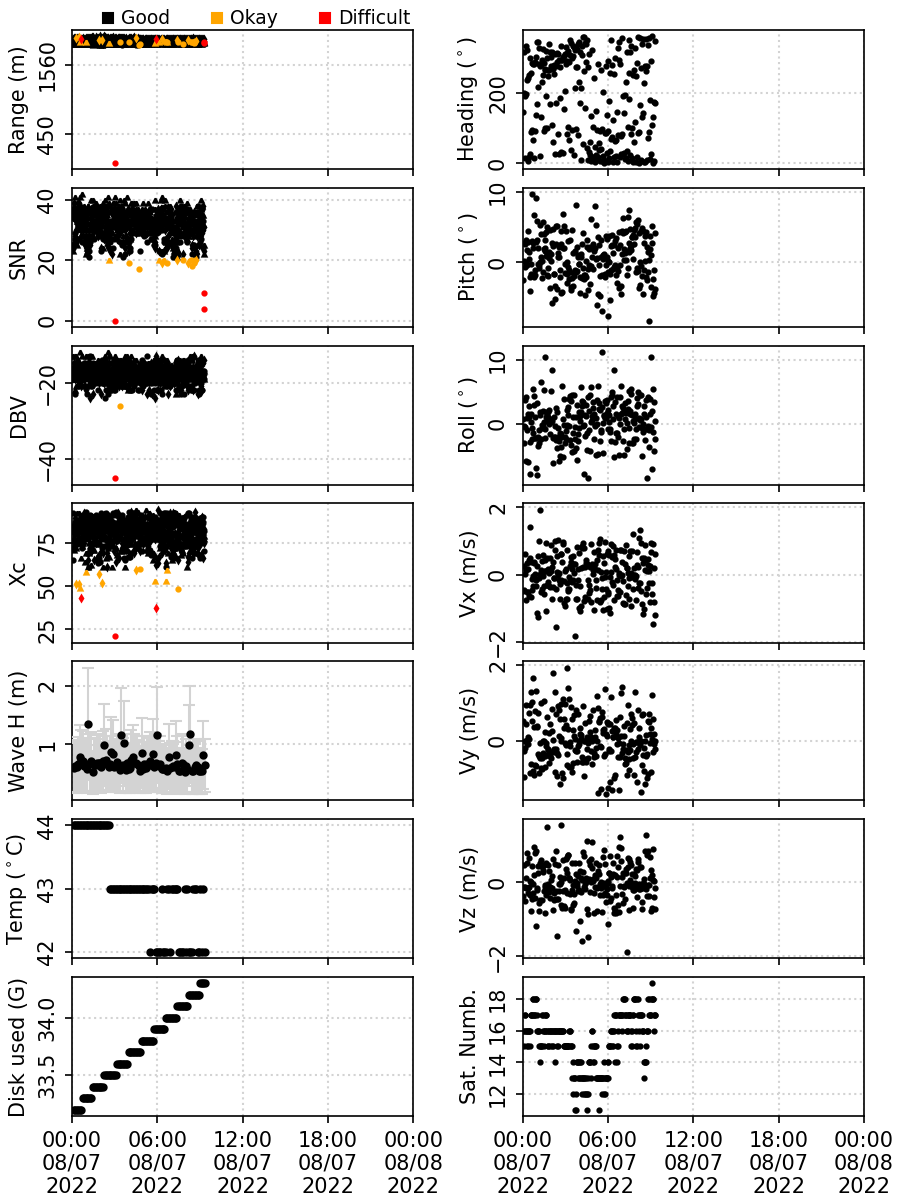 Good Okay Difficult
Range (m)
1560
450
Heading (°)
200
0
SNR
40
20
0
Pitch (°)
10
0
DBV
−20
−40
Roll (°)
10
0
Xc
75
50
25
Vx (m/s)
2
0
−2
Wave H (m)
2
1
Vy (m/s)
2
0
Temp (°C)
44
43
42
Vz (m/s)
0
−2
Disk used (G)
34.0
33.5
Sat. Numb.
18
16
14
12
00:00 06:00 12:00 18:00 00:00 00:00 06:00 12:00 18:00 00:00
08/07 08/07 08/07 08/07 08/08 08/07 08/07 08/07 08/07 08/08
2022 2022 2022 2022 2022 2022 2022 2022 2022 2022